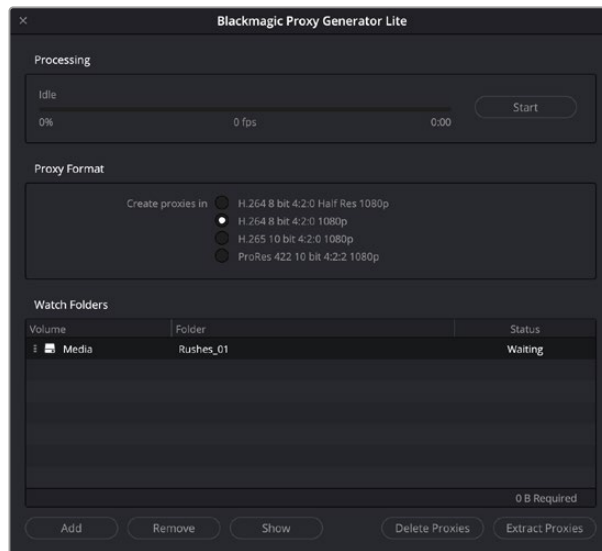 Blackmagic Proxy Generator Lite
Processing
Idle
0% 0 fps 0:00
Start
Proxy Format
Create proxies in H.264 8 bit 4:2:0 Half Res 1080p
H.264 8 bit 4:2:0 1080p
H.265 10 bit 4:2:0 1080p
ProRes 422 10 bit 4:2:2 1080p
Watch Folders
Volume Folder Status
Media Rushes_01 Waiting
0 B Required
Add Remove Show Delete Proxies Extract Proxies